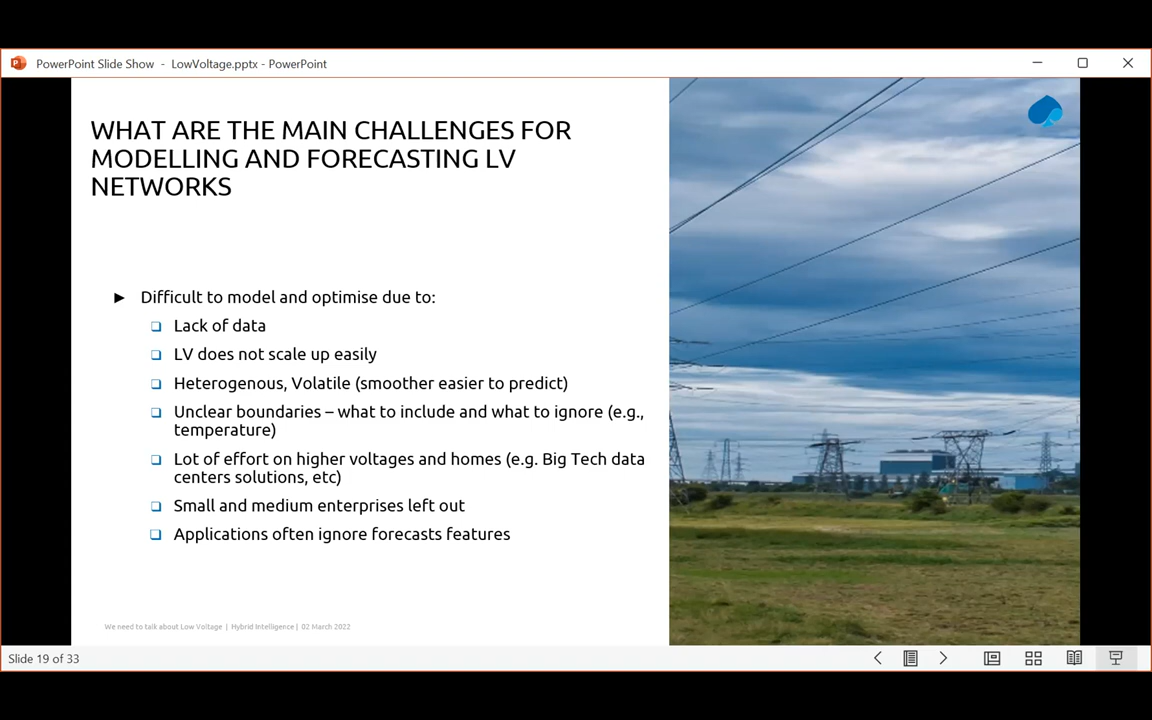 PowerPoint Slide Show - LowVoltage.pptx - PowerPoint
WHAT ARE THE MAIN CHALLENGES FOR
MODELLING AND FORECASTING LV
NETWORKS
► Difficult to model and optimise due to:
❑ Lack of data
❑ LV does not scale up easily
❑ Heterogenous, Volatile (smoother easier to predict)
❑ Unclear boundaries – what to include and what to ignore (e.g.,
temperature)
❑ Lot of effort on higher voltages and homes (e.g. Big Tech data
centers solutions, etc)
❑ Small and medium enterprises left out
❑ Applications often ignore forecasts features
We need to talk about Low Voltage | Hybrid Intelligence | 02 March 2022
Slide 19 of 33